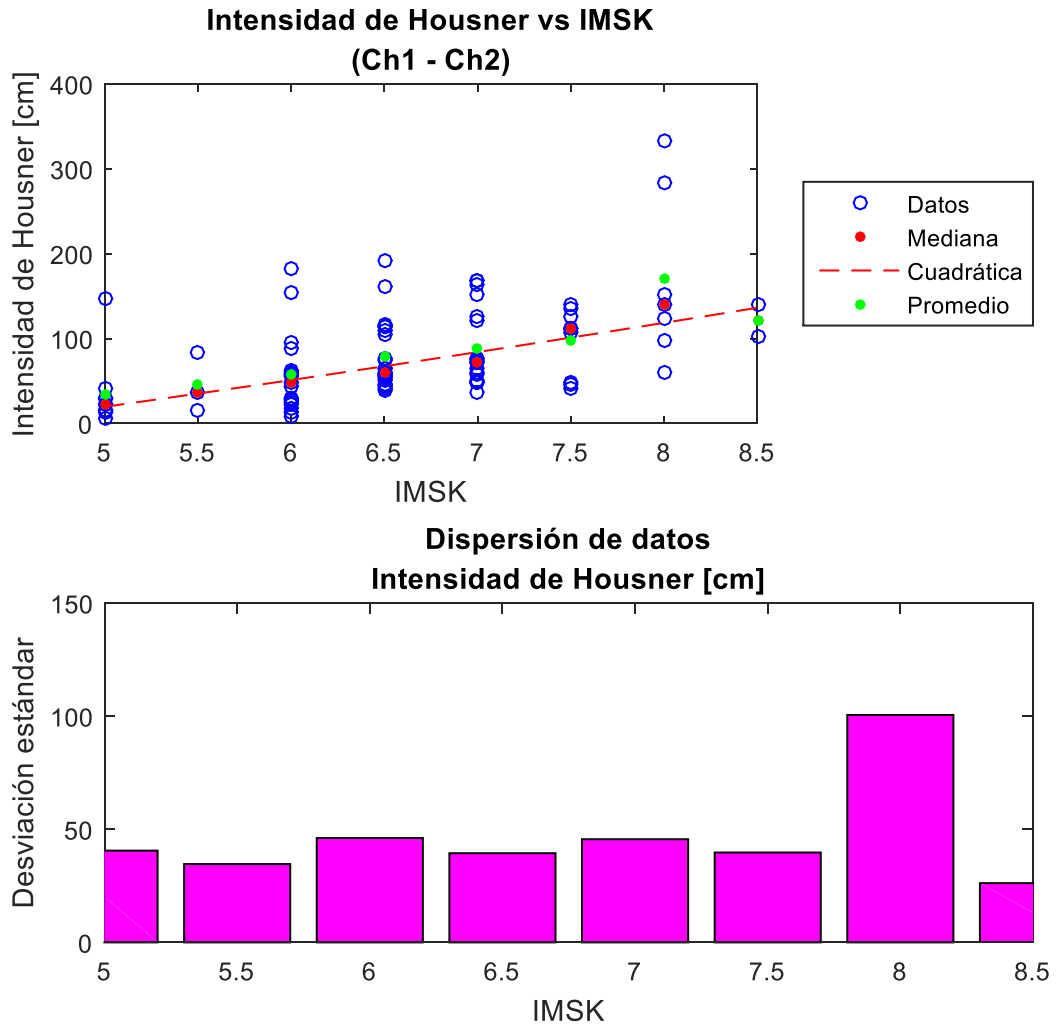 Intensidad de Housner vs IMSK
(Ch1 - Ch2)
Intensidad de Housner [cm]
400
300
200
100
0
5 5.5 6 6.5 7 7.5 8 8.5
IMSK
Datos
Mediana
Cuadrática
Promedio
Dispersión de datos
Intensidad de Housner [cm]
Desviación estándar
150
100
50
0
5 5.5 6 6.5 7 7.5 8 8.5
IMSK